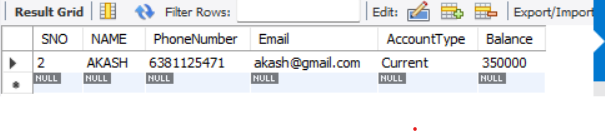 Result Grid Filter Rows: Edit: Export/Import
SNO NAME PhoneNumber Email AccountType Balance
2 AKASH 6381125471 akash@gmail.com Current 350000
NULL NULL NULL NULL NULL NULL